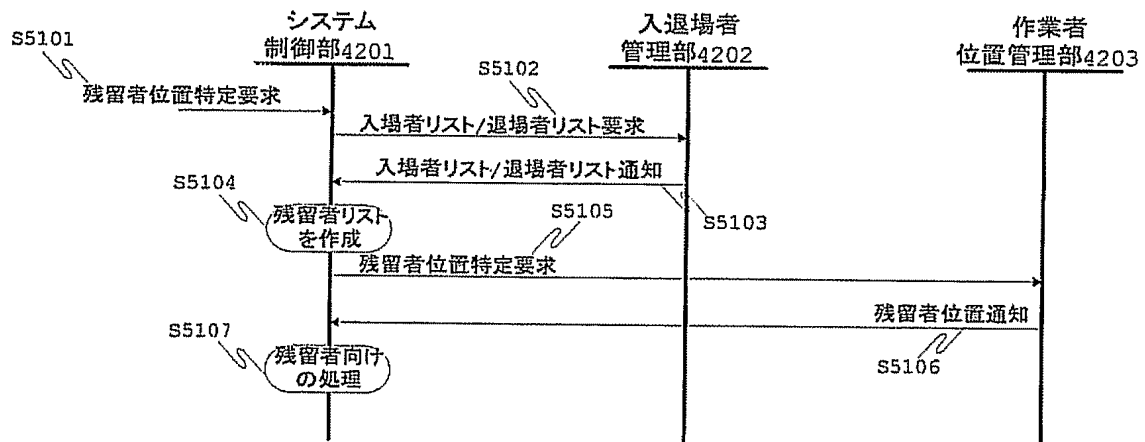 システム
制御部4201
入退場者
管理部4202
作業者
位置管理部4203
S5101
残留者位置特定要求
S5102
入場者リスト/退場者リスト要求
入場者リスト/退場者リスト通知
S5103
S5104
残留者リスト
を作成
S5105
残留者位置特定要求
残留者位置通知
S5106
S5107
残留者向け
の処理